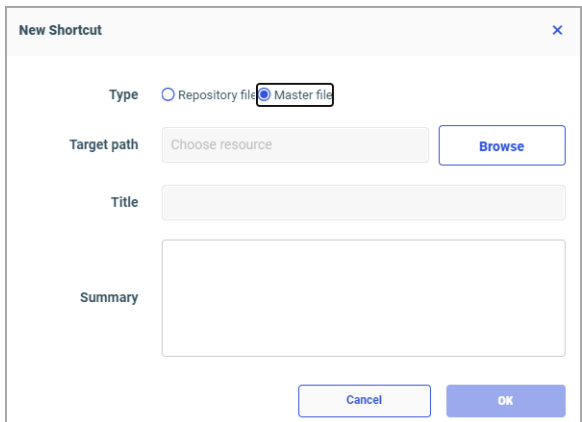 New Shortcut
Type Repository file Master file
Target path Choose resource Browse
Title
Summary
Cancel OK